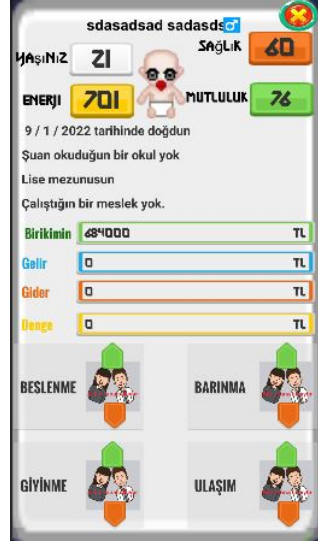 sdasadsad sadasds
YAŞINIZ 21 SAĞLIK 60
ENERJI 701 MUTLULUK 76
9 / 1 / 2022 tarihinde doğdun
Şuan okuduğun bir okul yok
Lise mezunusun
Çalıştığın bir meslek yok.
Birikimin 684000 TL
Gelir 0 TL
Gider 0 TL
Denge 0 TL
BESLENME BARINMA
GİYİNME ULAŞIM